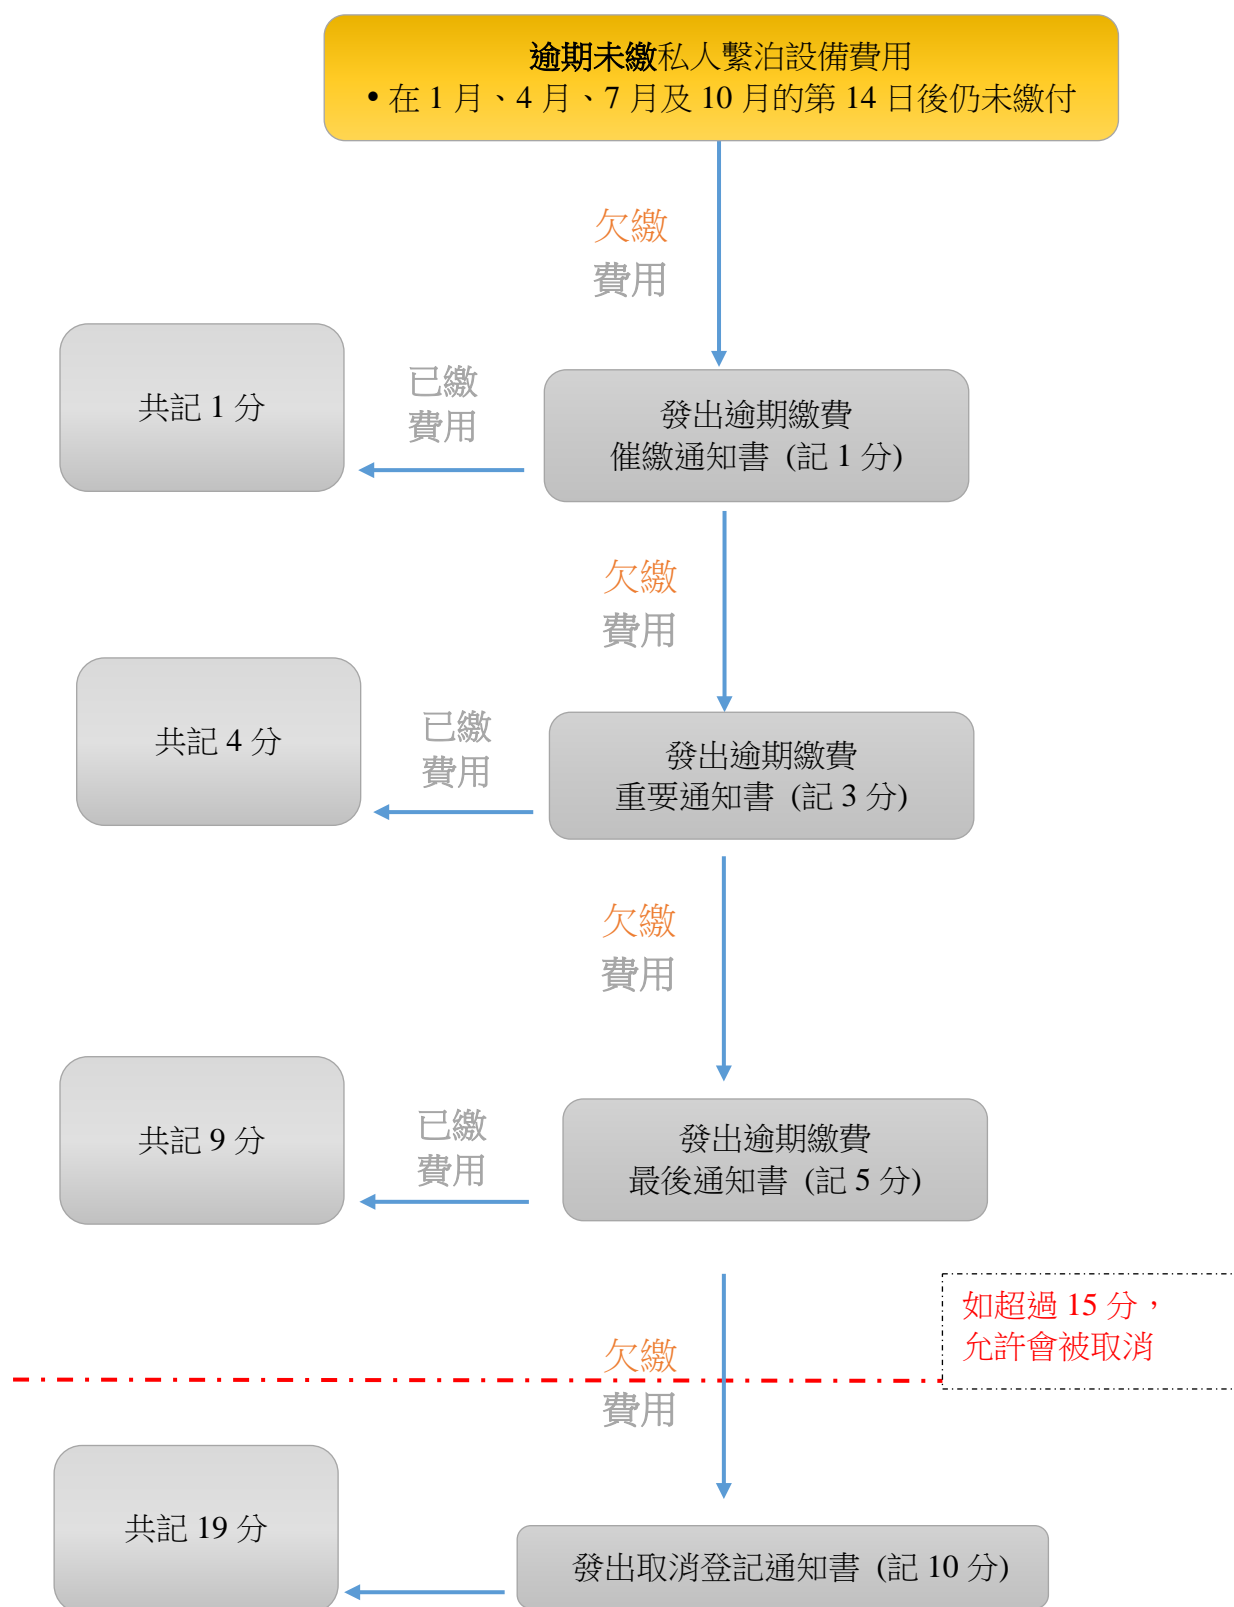 逾期未繳私人繫泊設備費用
• 在 1 月、4 月、7 月及 10 月的第 14 日後仍未繳付
欠繳
費用
共記 1 分
已繳
費用
發出逾期繳費
催繳通知書 (記 1 分)
欠繳
費用
共記 4 分
已繳
費用
發出逾期繳費
重要通知書 (記 3 分)
欠繳
費用
共記 9 分
已繳
費用
發出逾期繳費
最後通知書 (記 5 分)
如超過 15 分，
允許會被取消
欠繳
費用
共記 19 分
發出取消登記通知書 (記 10 分)